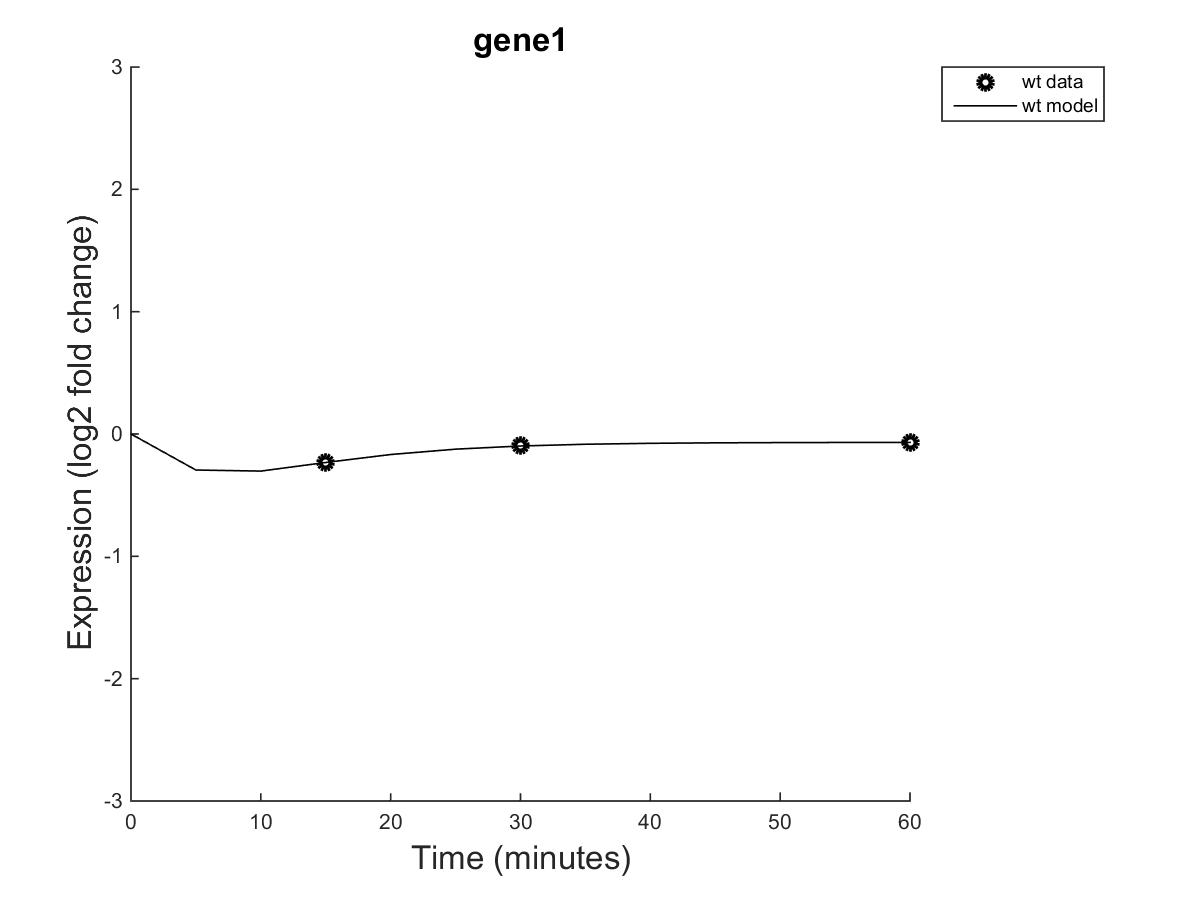 gene1
wt data
wt model
3
2
1
0
-1
-2
-3
Expression (log2 fold change)
0 10 20 30 40 50 60
Time (minutes)